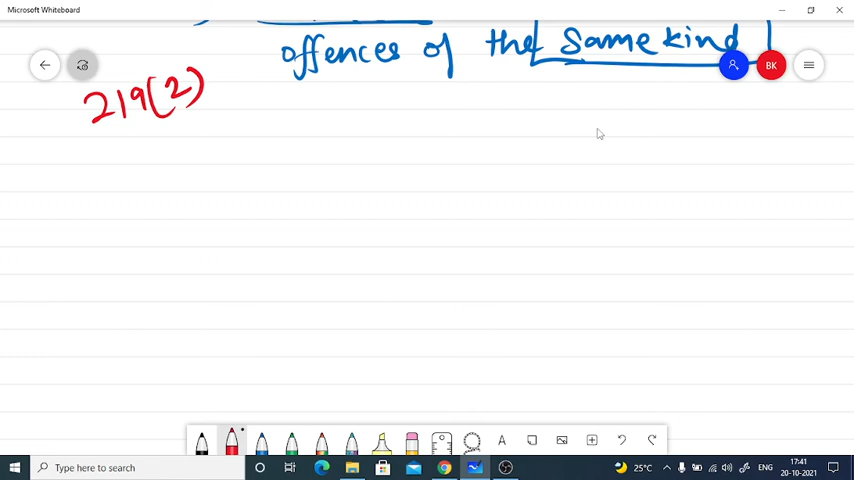 Microsoft Whiteboard
offences of the same kind
BK
219(2)
Type here to search
25°C
ENG
17:41
20-10-2021